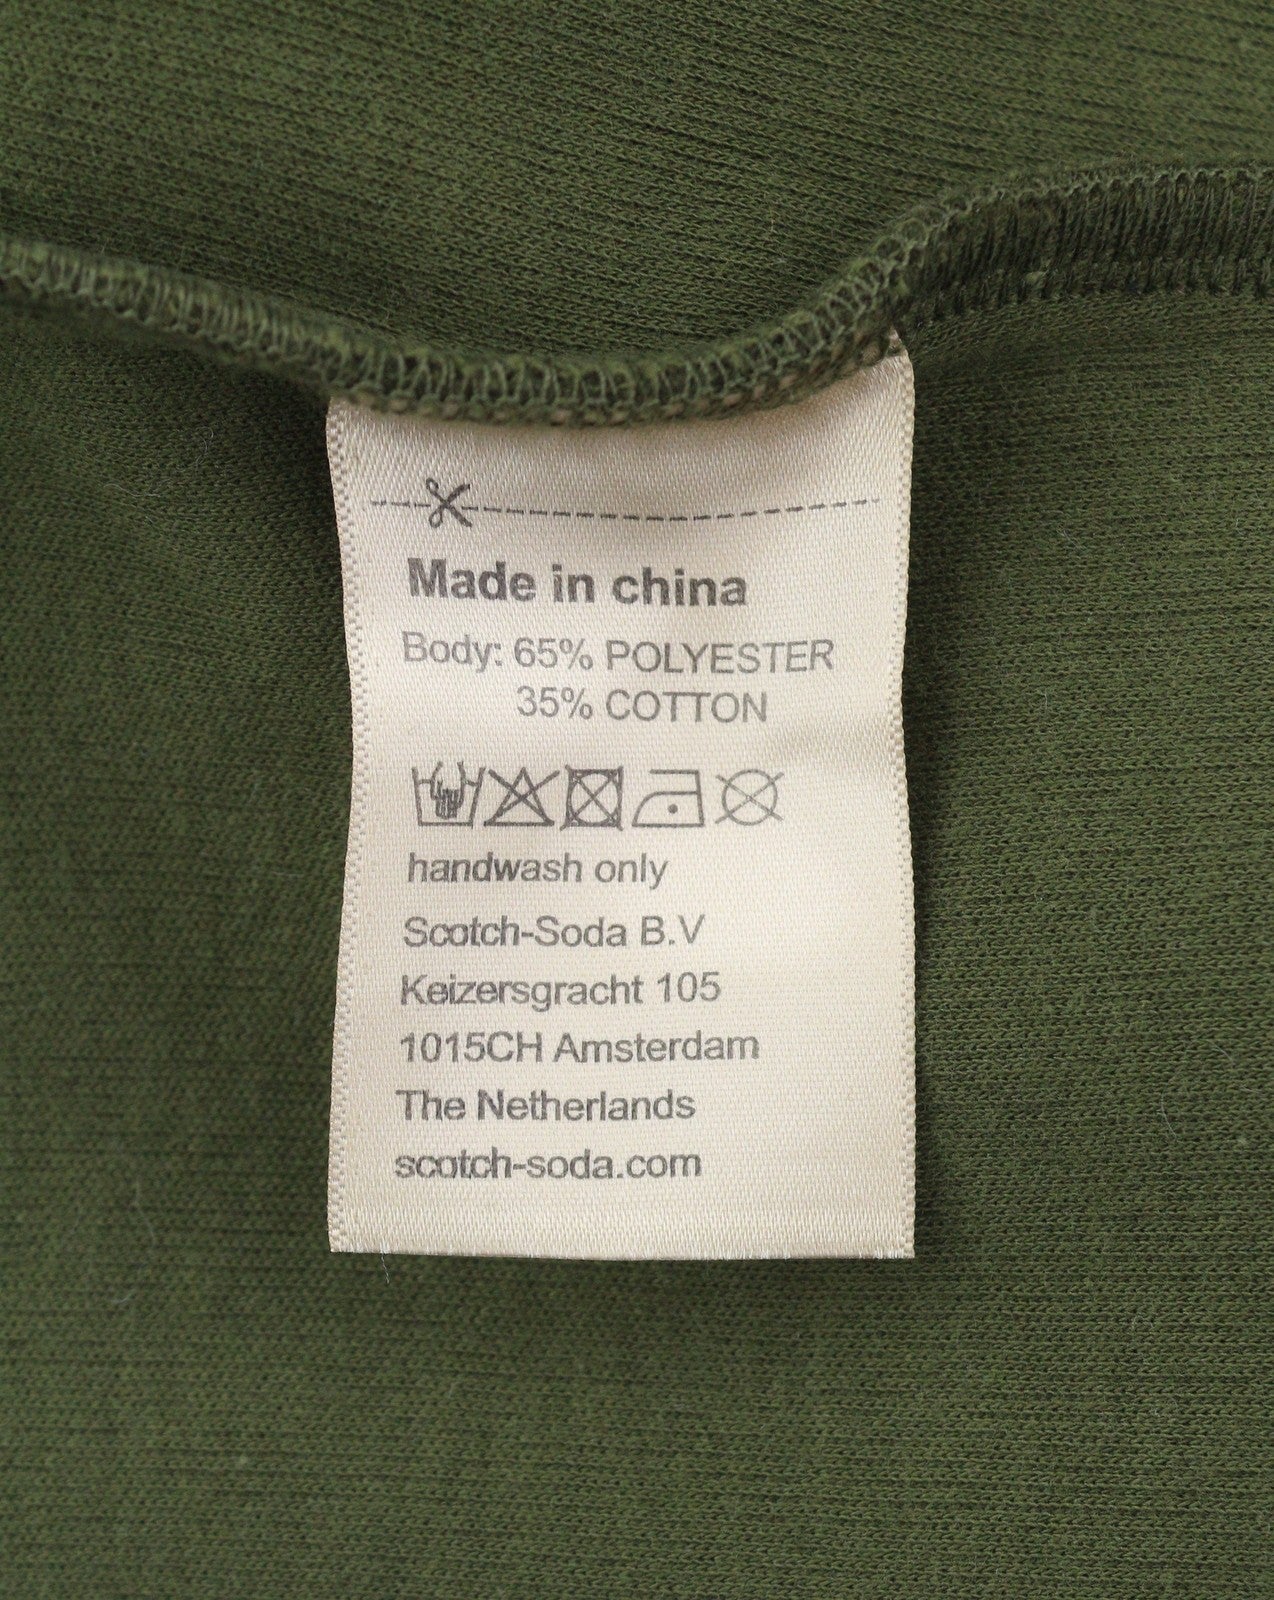 Made in china
Body: 65% POLYESTER
35% COTTON
handwash only
Scotch-Soda B.V
Keizersgracht 105
1015CH Amsterdam
The Netherlands
scotch-soda.com